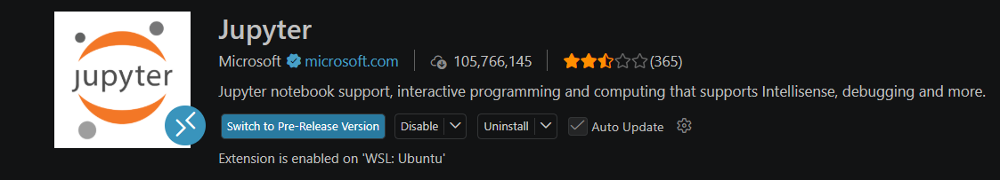 Jupyter
jupyter
Microsoft microsoft.com 105,766,145 (365)
Jupyter notebook support, interactive programming and computing that supports Intellisense, debugging and more.
Switch to Pre-Release Version Disable Uninstall Auto Update
Extension is enabled on 'WSL: Ubuntu'